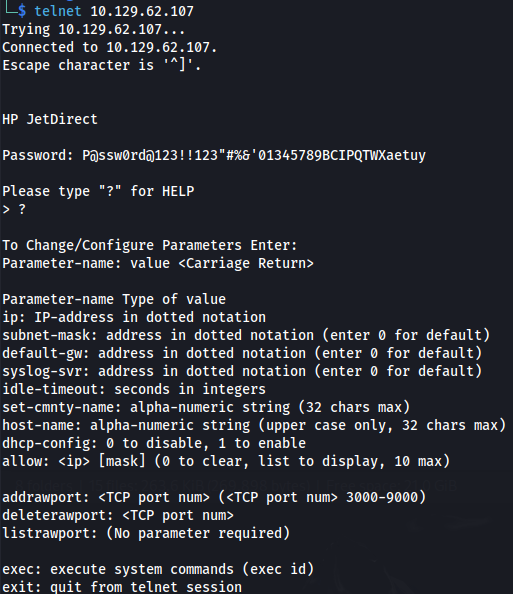 $ telnet 10.129.62.107
Trying 10.129.62.107...
Connected to 10.129.62.107.
Escape character is '^]'.
HP JetDirect
Password: P@ssw0rd@123!!123"#%&'01345789BCIPQTWXaetuy
Please type "?" for HELP
> ?
To Change/Configure Parameters Enter:
Parameter-name: value <Carriage Return>
Parameter-name Type of value
ip: IP-address in dotted notation
subnet-mask: address in dotted notation (enter 0 for default)
default-gw: address in dotted notation (enter 0 for default)
syslog-svr: address in dotted notation (enter 0 for default)
idle-timeout: seconds in integers
set-cmnty-name: alpha-numeric string (32 chars max)
host-name: alpha-numeric string (upper case only, 32 chars max)
dhcp-config: 0 to disable, 1 to enable
allow: <ip> [mask] (0 to clear, list to display, 10 max)
addrawport: <TCP port num> (<TCP port num> 3000-9000)
deleterawport: <TCP port num>
listrawport: (No parameter required)
exec: execute system commands (exec id)
exit: quit from telnet session